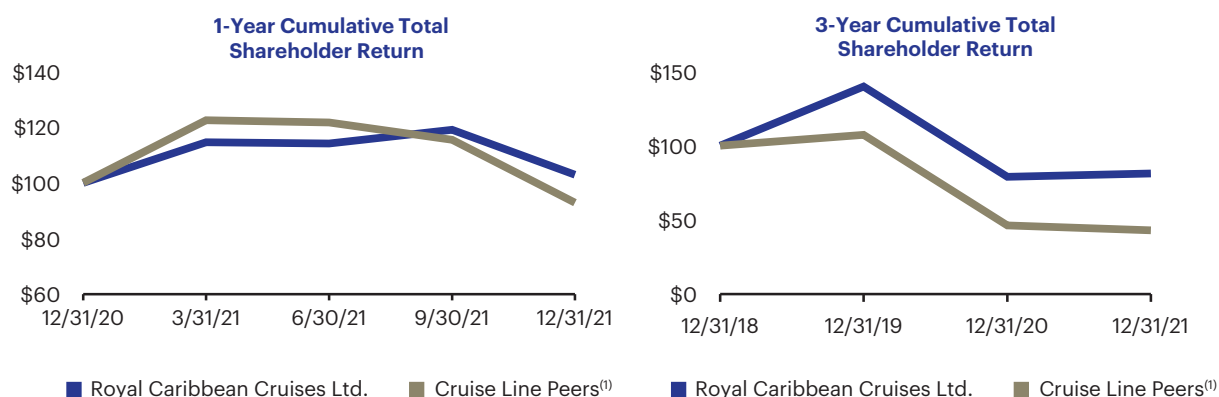 1-Year Cumulative Total
Shareholder Return
$140
$120
$100
$80
$60
12/31/20 3/31/21 6/30/21 9/30/21 12/31/21
Royal Caribbean Cruises Ltd. Cruise Line Peers(1)
3-Year Cumulative Total
Shareholder Return
$150
$100
$50
$0
12/31/18 12/31/19 12/31/20 12/31/21
Royal Caribbean Cruises Ltd. Cruise Line Peers(1)